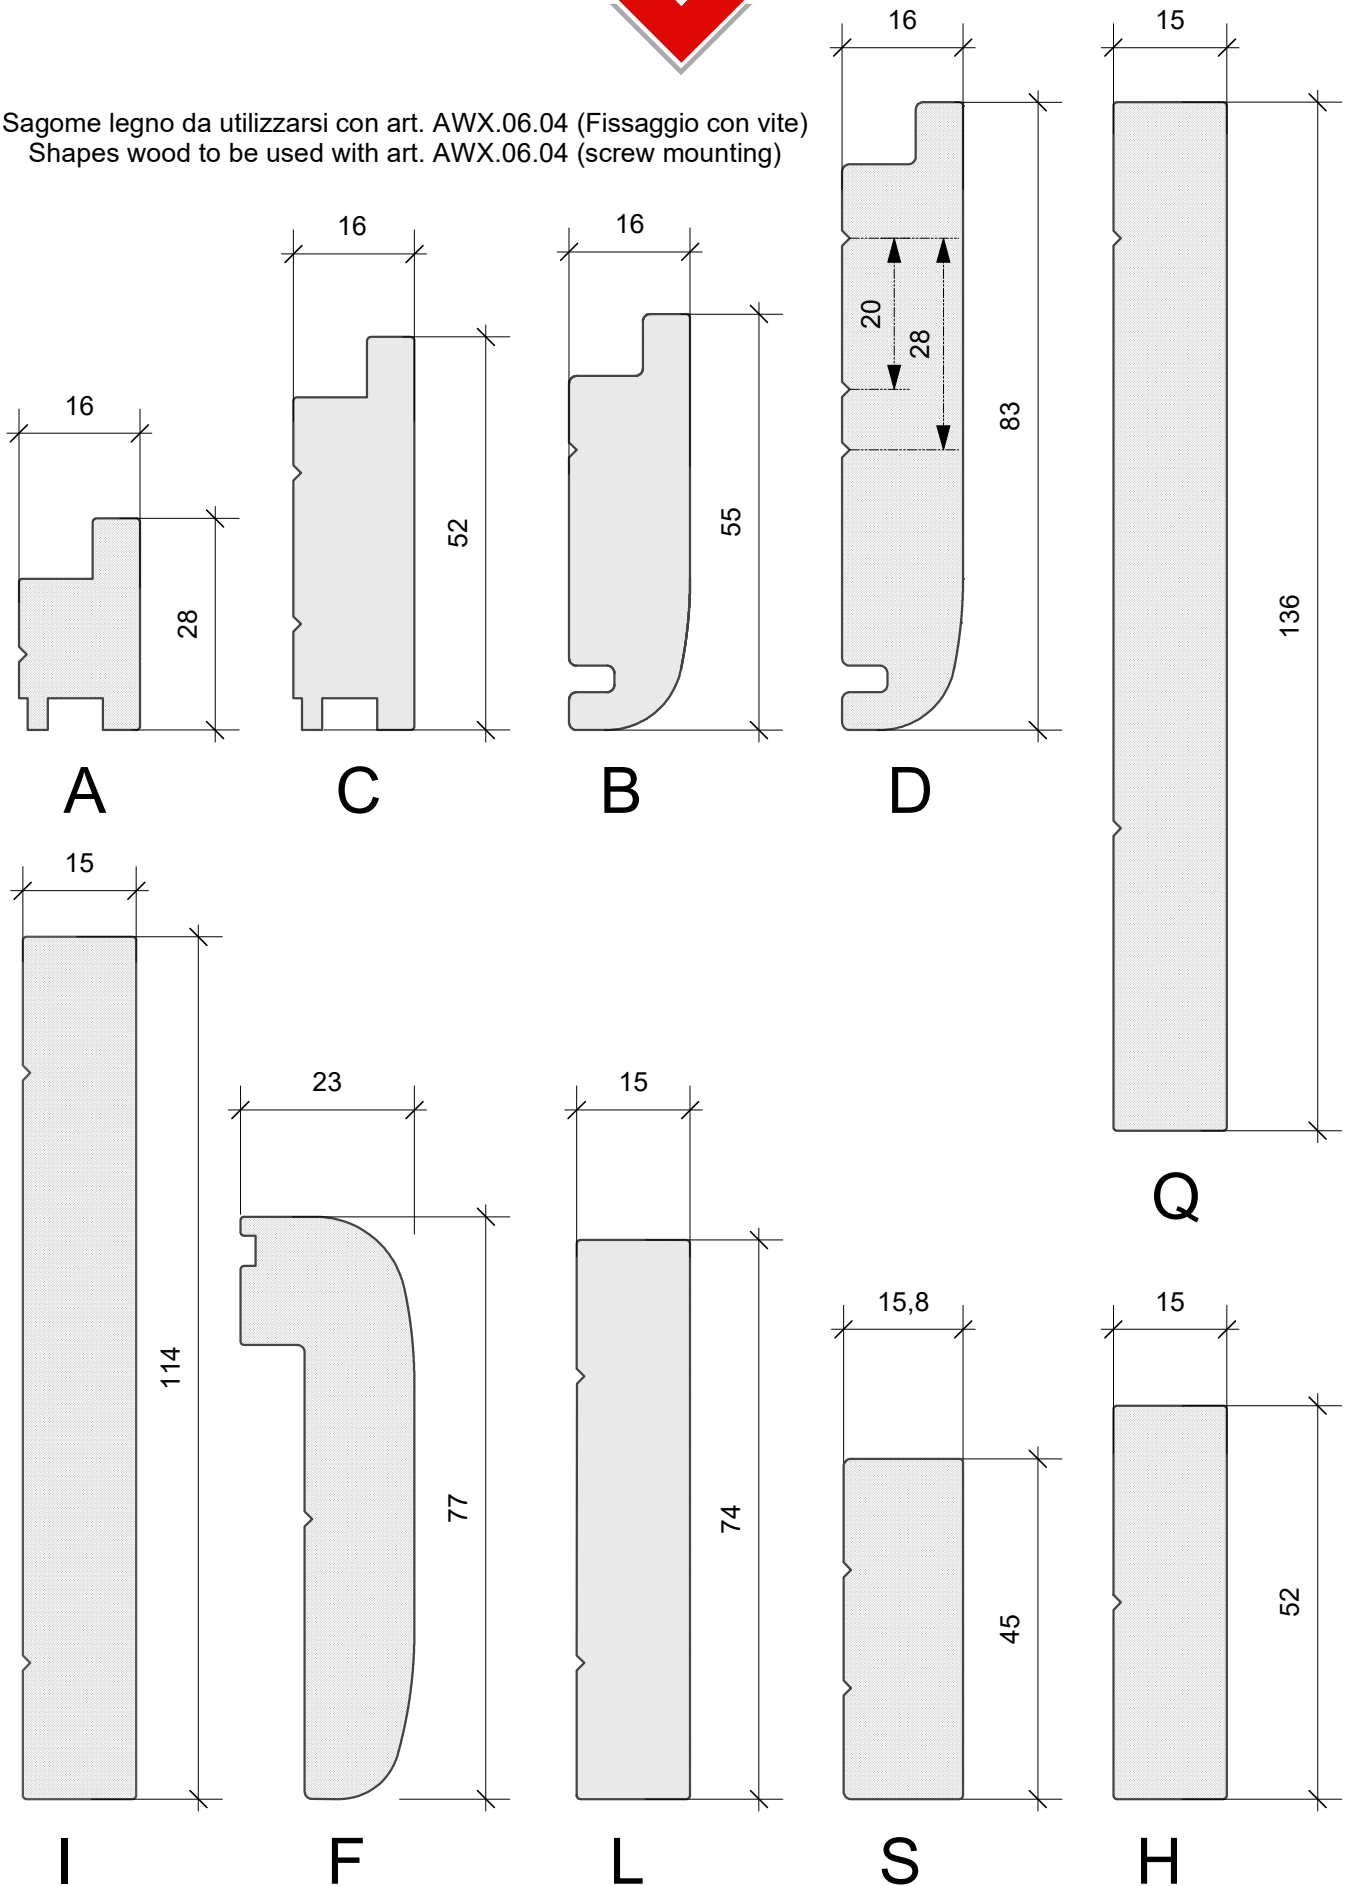 16
15
Sagome legno da utilizzarsi con art. AWX.06.04 (Fissaggio con vite)
Shapes wood to be used with art. AWX.06.04 (screw mounting)
16
16
20
28
16
83
52
55
28
136
A
C
B
D
15
23
15
Q
15,8
15
114
77
74
45
52
I
F
L
S
H